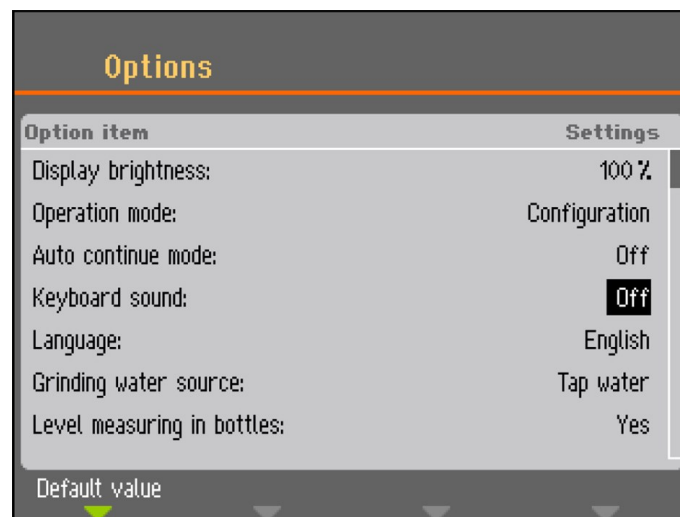 Options
Option item Settings
Display brightness: 100 %
Operation mode: Configuration
Auto continue mode: Off
Keyboard sound: Off
Language: English
Grinding water source: Tap water
Level measuring in bottles: Yes
Default value